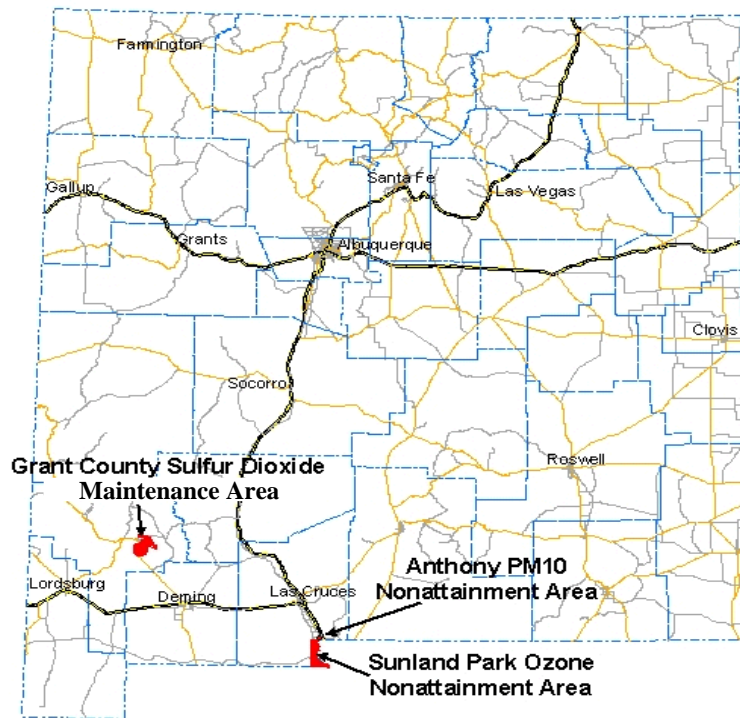 Farmington
Santa Fe
Gallup
Las Vegas
Grants
Albuquerque
Clovis
Socorro
Roswell
Grant County Sulfur Dioxide
Maintenance Area
Anthony PM10
Nonattainment Area
Lordsburg
Deming
Las Cruces
Sunland Park Ozone
Nonattainment Area